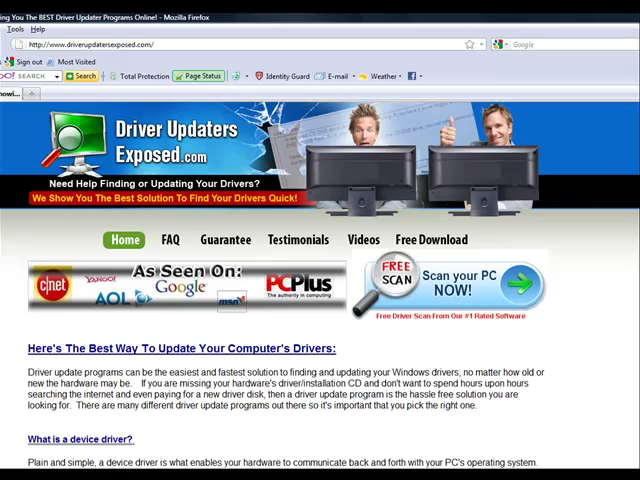 ng You The BEST Driver Updater Programs Online! - Mozilla Firefox
Tools Help
http://www.driverupdatersexposed.com/
Google
Sign in Most Visited
oo! SEARCH Search Total Protection Page Status Identity Guard E-mail Weather
Driver Updaters
Exposed.com
Need Help Finding or Updating Your Drivers?
We Show You The Best Solution To Find Your Drivers Quick!
Home FAQ Guarantee Testimonials Videos Free Download
As Seen On:
c|net YAHOO! AOL Google msn PCPlus
The authority in computing
FREE SCAN
Scan your PC
NOW!
Free Driver Scan From Our #1 Rated Software
Here's The Best Way To Update Your Computer's Drivers:
Driver update programs can be the easiest and fastest solution to finding and updating your Windows drivers, no matter how old or
new the hardware may be. If you are missing your hardware's driver/installation CD and don't want to spend hours upon hours
searching the internet and even paying for a new driver disk, then a driver update program is the hassle free solution you are
looking for. There are many different driver update programs out there so it's important that you pick the right one.
What is a device driver?
Plain and simple, a device driver is what enables your hardware to communicate back and forth with your PC's operating system.